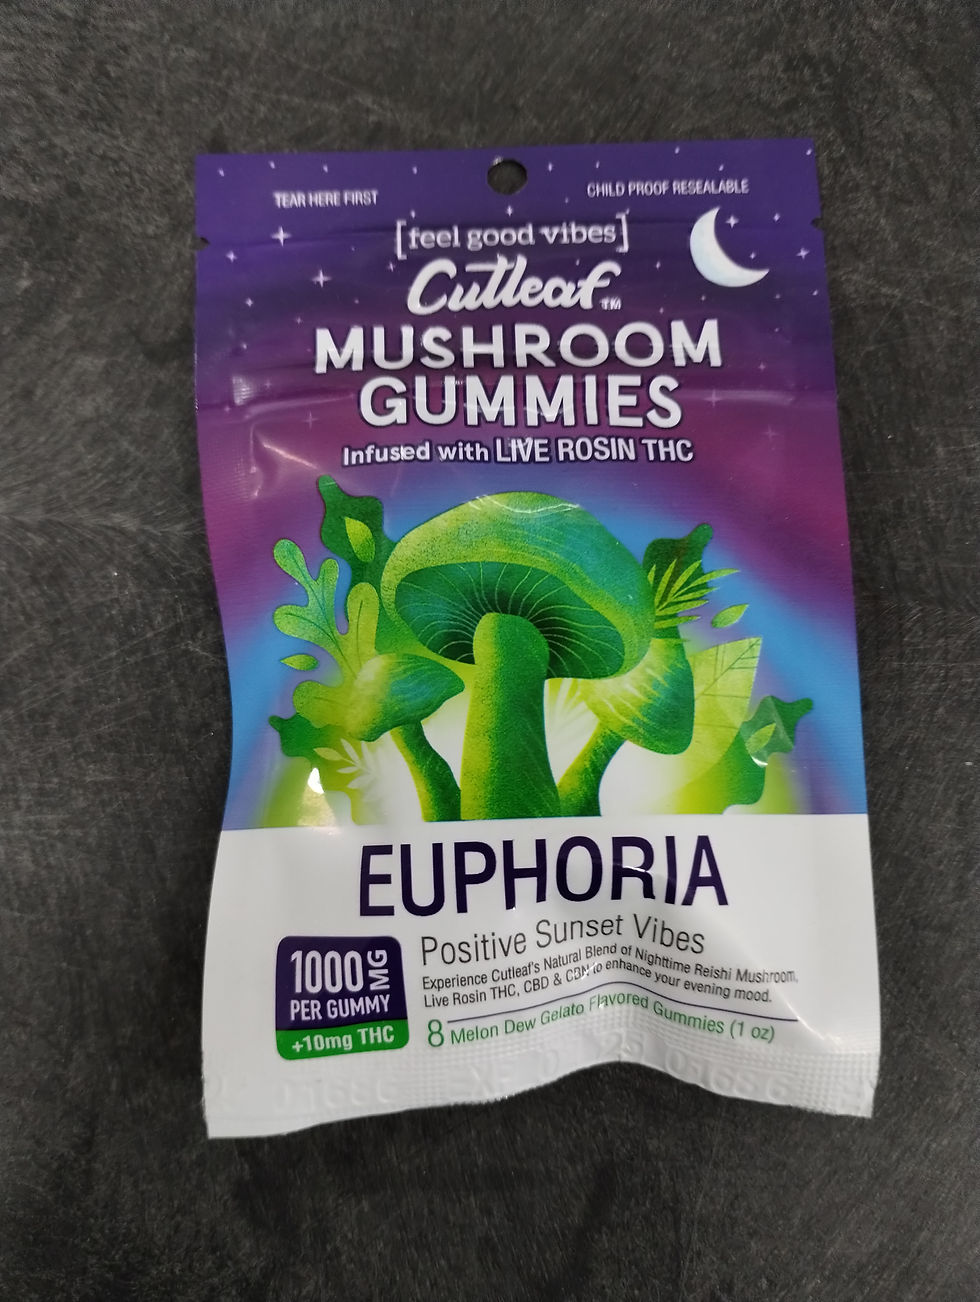 TEAR HERE FIRST
CHILD PROOF RESEALABLE
[feel good vibes]
Cutleaf™
MUSHROOM
GUMMIES
Infused with LIVE ROSIN THC
EUPHORIA
Positive Sunset Vibes
Experience Cutleaf's Natural Blend of Nighttime Reishi Mushroom,
Live Rosin THC, CBD & CBN to enhance your evening mood.
1000 MG
PER GUMMY
+10mg THC
8 Melon Dew Gelato Flavored Gummies (1 oz)